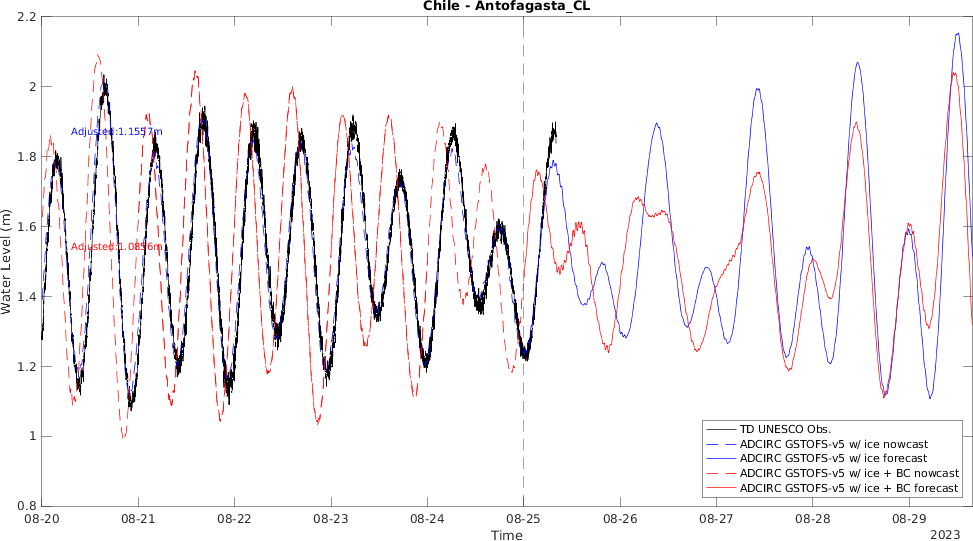 Chile - Antofagasta_CL
2.2
2
1.8
1.6
1.4
1.2
1
0.8
Water Level (m)
Adjusted:1.1557m
Adjusted:1.0856m
TD UNESCO Obs.
ADCIRC GSTOFS-v5 w/ ice nowcast
ADCIRC GSTOFS-v5 w/ ice forecast
ADCIRC GSTOFS-v5 w/ ice + BC nowcast
ADCIRC GSTOFS-v5 w/ ice + BC forecast
08-20 08-21 08-22 08-23 08-24 08-25 08-26 08-27 08-28 08-29
Time
2023